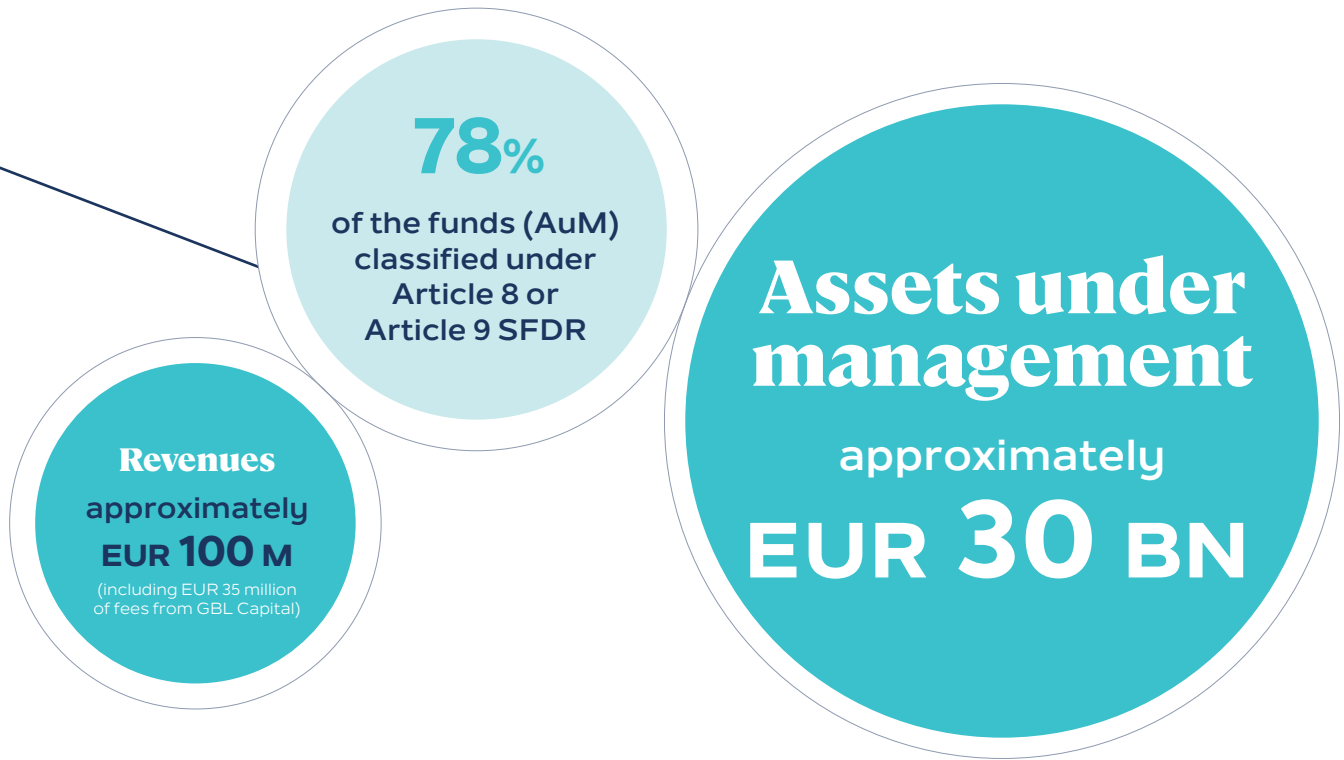 78%
of the funds (AuM)
classified under
Article 8 or
Article 9 SFDR
Revenues
approximately
EUR 100 M
(including EUR 35 million
of fees from GBL Capital)
Assets under
management
approximately
EUR 30 BN